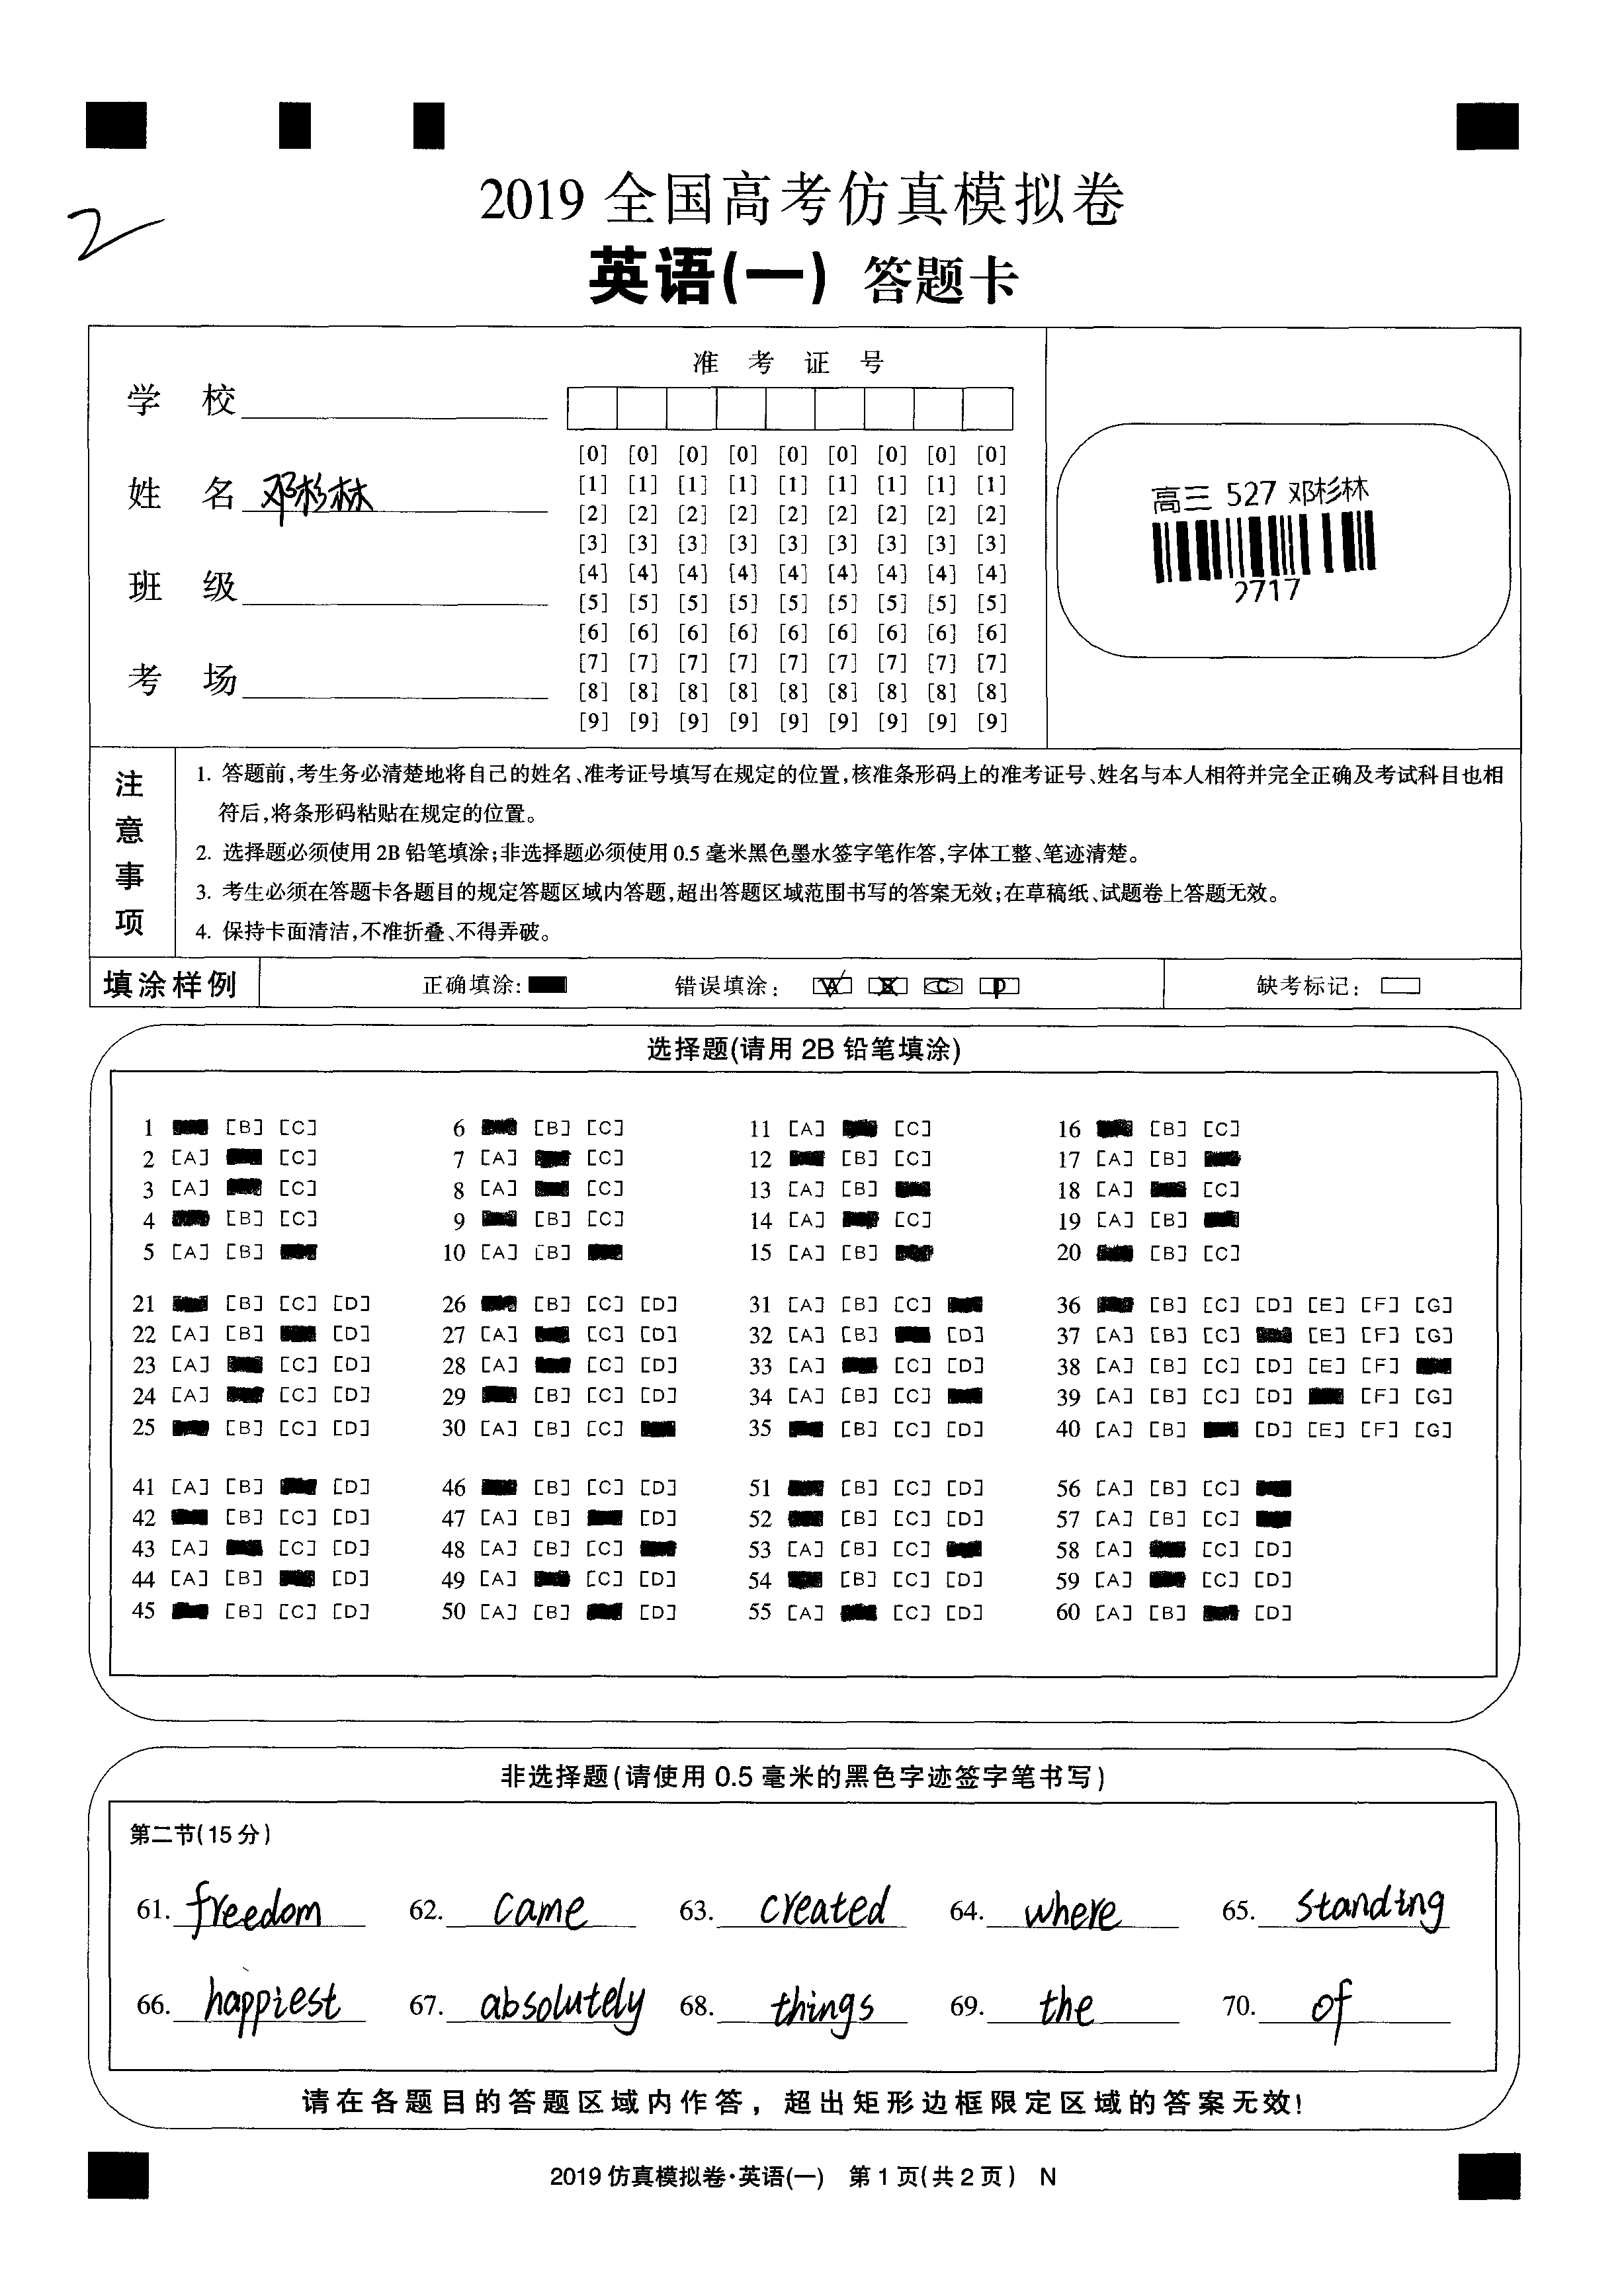 2
2019 全国高考仿真模拟卷
英语(一) 答题卡
准 考 证 号
学 校
姓 名 邓杉林
班 级
考 场
[0] [0] [0] [0] [0] [0] [0] [0] [0]
[1] [1] [1] [1] [1] [1] [1] [1] [1]
[2] [2] [2] [2] [2] [2] [2] [2] [2]
[3] [3] [3] [3] [3] [3] [3] [3] [3]
[4] [4] [4] [4] [4] [4] [4] [4] [4]
[5] [5] [5] [5] [5] [5] [5] [5] [5]
[6] [6] [6] [6] [6] [6] [6] [6] [6]
[7] [7] [7] [7] [7] [7] [7] [7] [7]
[8] [8] [8] [8] [8] [8] [8] [8] [8]
[9] [9] [9] [9] [9] [9] [9] [9] [9]
高三 527 邓杉林
2717
注意事项
1. 答题前,考生务必清楚地将自己的姓名、准考证号填写在规定的位置,核准条形码上的准考证号、姓名与本人相符并完全正确及考试科目也相
符后,将条形码粘贴在规定的位置。
2. 选择题必须使用 2B 铅笔填涂;非选择题必须使用 0.5 毫米黑色墨水签字笔作答,字体工整、笔迹清楚。
3. 考生必须在答题卡各题目的规定答题区域内答题,超出答题区域范围书写的答案无效;在草稿纸、试题卷上答题无效。
4. 保持卡面清洁,不准折叠、不得弄破。
填涂样例 正确填涂: 错误填涂: A B C D 缺考标记:
选择题(请用 2B 铅笔填涂)
1 [B] [C] 6 [B] [C] 11 [A] [C] 16 [B] [C]
2 [A] [C] 7 [A] [C] 12 [B] [C] 17 [A] [B]
3 [A] [C] 8 [A] [C] 13 [A] [B] 18 [A] [C]
4 [B] [C] 9 [B] [C] 14 [A] [C] 19 [A] [B]
5 [A] [B] 10 [A] [B] 15 [A] [B] 20 [B] [C]
21 [B] [C] [D] 26 [B] [C] [D] 31 [A] [B] [C] 36 [B] [C] [D] [E] [F] [G]
22 [A] [B] [D] 27 [A] [C] [D] 32 [A] [B] [D] 37 [A] [B] [C] [E] [F] [G]
23 [A] [C] [D] 28 [A] [C] [D] 33 [A] [C] [D] 38 [A] [B] [C] [D] [E] [F]
24 [A] [C] [D] 29 [B] [C] [D] 34 [A] [B] [C] 39 [A] [B] [C] [D] [F] [G]
25 [B] [C] [D] 30 [A] [B] [C] 35 [B] [C] [D] 40 [A] [B] [D] [E] [F] [G]
41 [A] [B] [D] 46 [B] [C] [D] 51 [B] [C] [D] 56 [A] [B] [C]
42 [B] [C] [D] 47 [A] [B] [D] 52 [B] [C] [D] 57 [A] [B] [C]
43 [A] [C] [D] 48 [A] [B] [C] 53 [A] [B] [C] 58 [A] [C] [D]
44 [A] [B] [D] 49 [A] [C] [D] 54 [B] [C] [D] 59 [A] [C] [D]
45 [B] [C] [D] 50 [A] [B] [D] 55 [A] [C] [D] 60 [A] [B] [D]
非选择题(请使用 0.5 毫米的黑色字迹签字笔书写)
第二节(15 分)
61. freedom 62. came 63. created 64. where 65. standing
66. happiest 67. absolutely 68. things 69. the 70. of
请在各题目的答题区域内作答，超出矩形边框限定区域的答案无效!
2019 仿真模拟卷·英语(一) 第 1 页(共 2 页) N